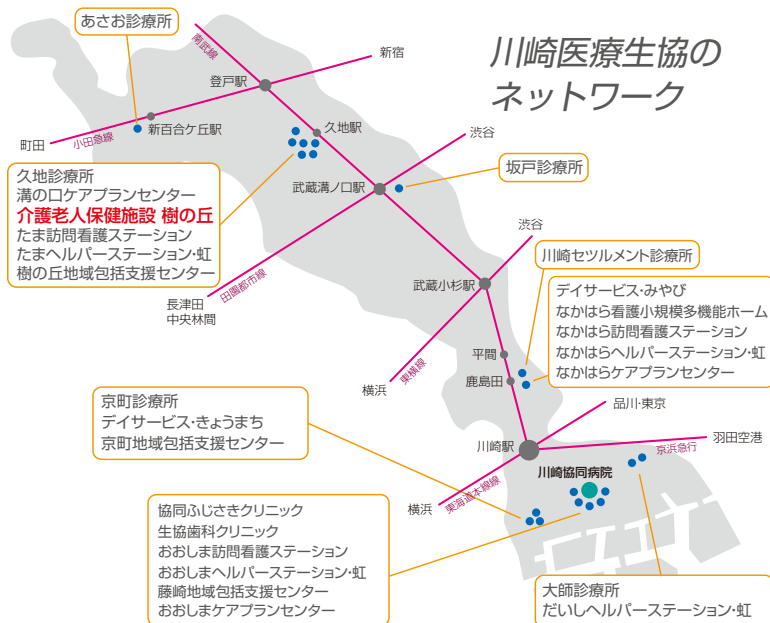 川崎医療生協の
ネットワーク
あさお診療所
南武線
新宿
登戸駅
新百合ケ丘駅
町田
小田急線
久地駅
渋谷
武蔵溝ノ口駅
坂戸診療所
久地診療所
溝の口ケアプランセンター
介護老人保健施設 樹の丘
たま訪問看護ステーション
たまヘルパーステーション・虹
樹の丘地域包括支援センター
田園都市線
長津田
中央林間
渋谷
武蔵小杉駅
川崎セツルメント診療所
デイサービス・みやび
なかはら看護小規模多機能ホーム
なかはら訪問看護ステーション
なかはらヘルパーステーション・虹
なかはらケアプランセンター
平間
鹿島田
東横線
横浜
京町診療所
デイサービス・きょうまち
京町地域包括支援センター
品川・東京
羽田空港
京浜急行
川崎駅
川崎協同病院
東海道本線線
横浜
協同ふじさきクリニック
生協歯科クリニック
おおしま訪問看護ステーション
おおしまヘルパーステーション・虹
藤崎地域包括支援センター
おおしまケアプランセンター
大師診療所
だいしヘルパーステーション・虹